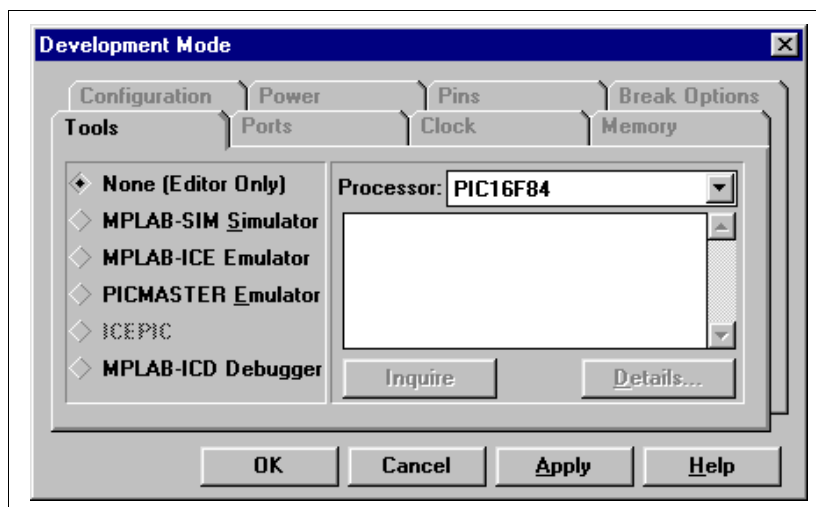 Development Mode
Configuration Power Pins Break Options
Tools Ports Clock Memory
None (Editor Only)
Processor: PIC16F84
MPLAB-SIM Simulator
MPLAB-ICE Emulator
PICMASTER Emulator
ICEPIC
MPLAB-ICD Debugger
Inquire Details...
OK Cancel Apply Help